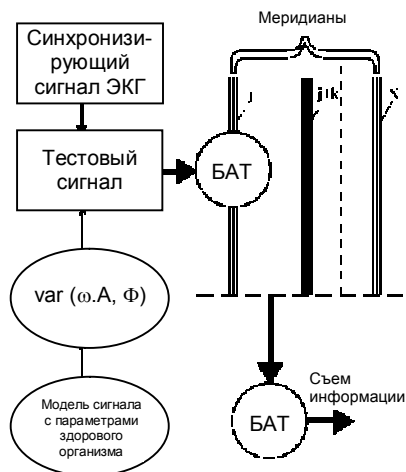 Меридианы
Синхронизи-
рующий
сигнал ЭКГ
j
j+k
N
Тестовый
сигнал
БАТ
var (ω.A, Φ)
Модель сигнала
с параметрами
здорового
организма
БАТ
Съем
информации